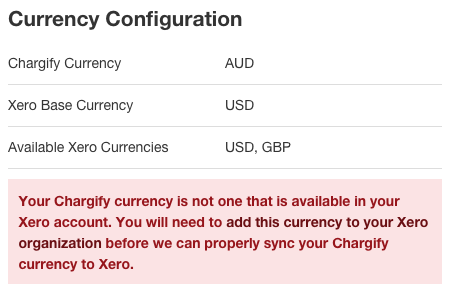 Currency Configuration
Chargify Currency AUD
Xero Base Currency USD
Available Xero Currencies USD, GBP
Your Chargify currency is not one that is available in your
Xero account. You will need to add this currency to your Xero
organization before we can properly sync your Chargify
currency to Xero.